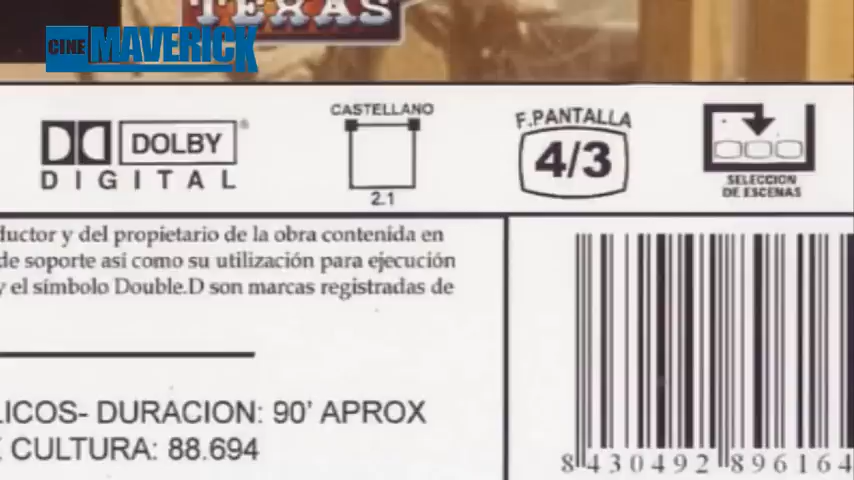 TEXAS
CINE MAVERICK
DOLBY
DIGITAL
CASTELLANO
2.1
F.PANTALLA
4/3
SELECCION
DE ESCENAS
ductor y del propietario de la obra contenida en
de soporte así como su utilización para ejecución
y el símbolo Double.D son marcas registradas de
LICOS- DURACION: 90' APROX
E CULTURA: 88.694
8 430492 896164